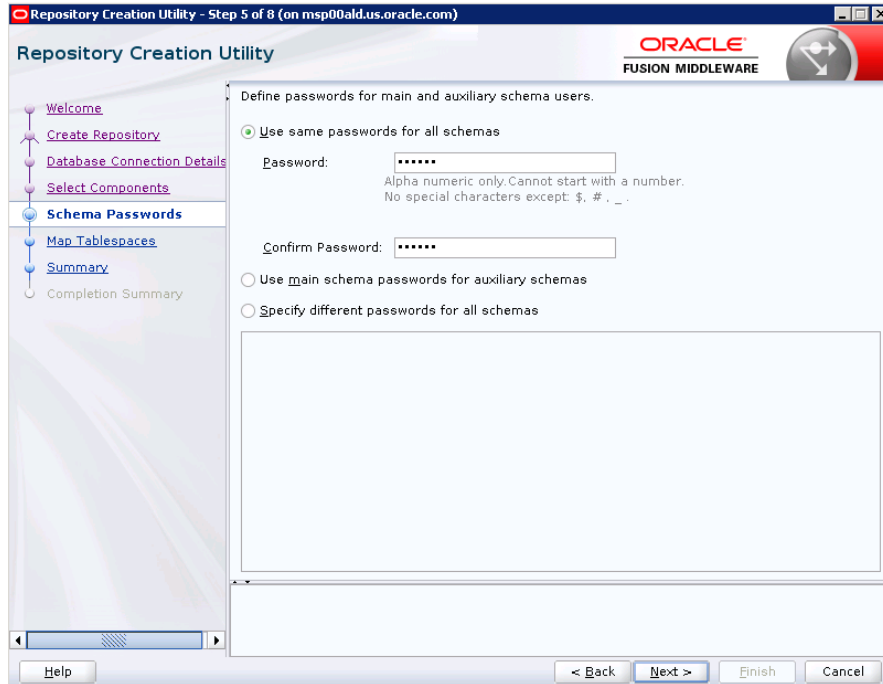 Repository Creation Utility - Step 5 of 8 (on msp00ald.us.oracle.com)
Repository Creation Utility
ORACLE
FUSION MIDDLEWARE
Welcome
Create Repository
Database Connection Details
Select Components
Schema Passwords
Map Tablespaces
Summary
Completion Summary
Define passwords for main and auxiliary schema users.
Use same passwords for all schemas
Password: ••••••
Alpha numeric only.Cannot start with a number.
No special characters except: $, # , _ .
Confirm Password: ••••••
Use main schema passwords for auxiliary schemas
Specify different passwords for all schemas
Help
< Back
Next >
Finish
Cancel